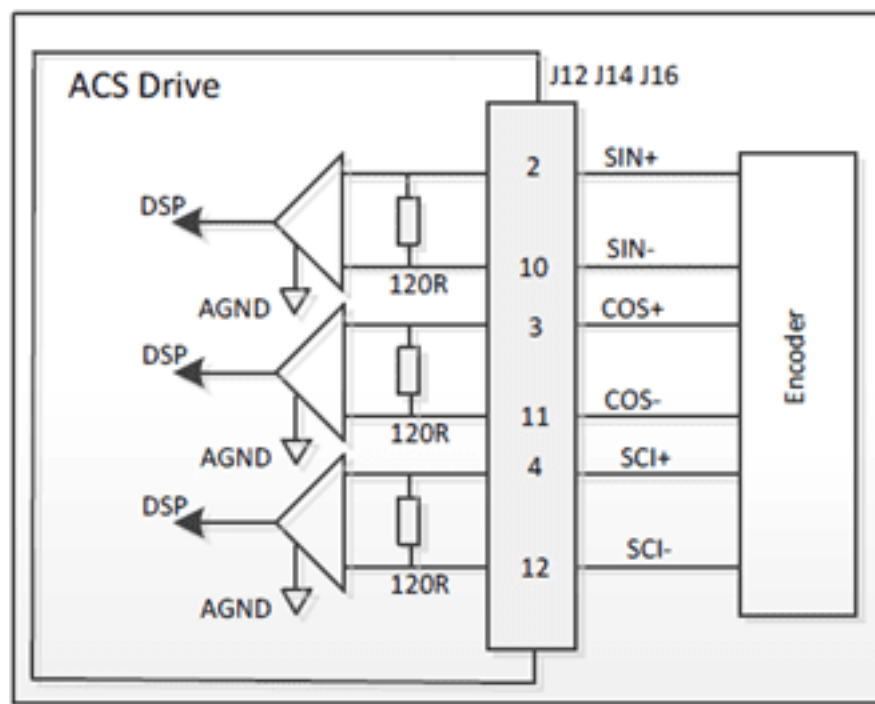 J12 J14 J16
ACS Drive
2
SIN+
DSP
10
SIN-
120R
AGND
3
COS+
DSP
Encoder
11
COS-
120R
AGND
4
SCI+
DSP
12
SCI-
120R
AGND